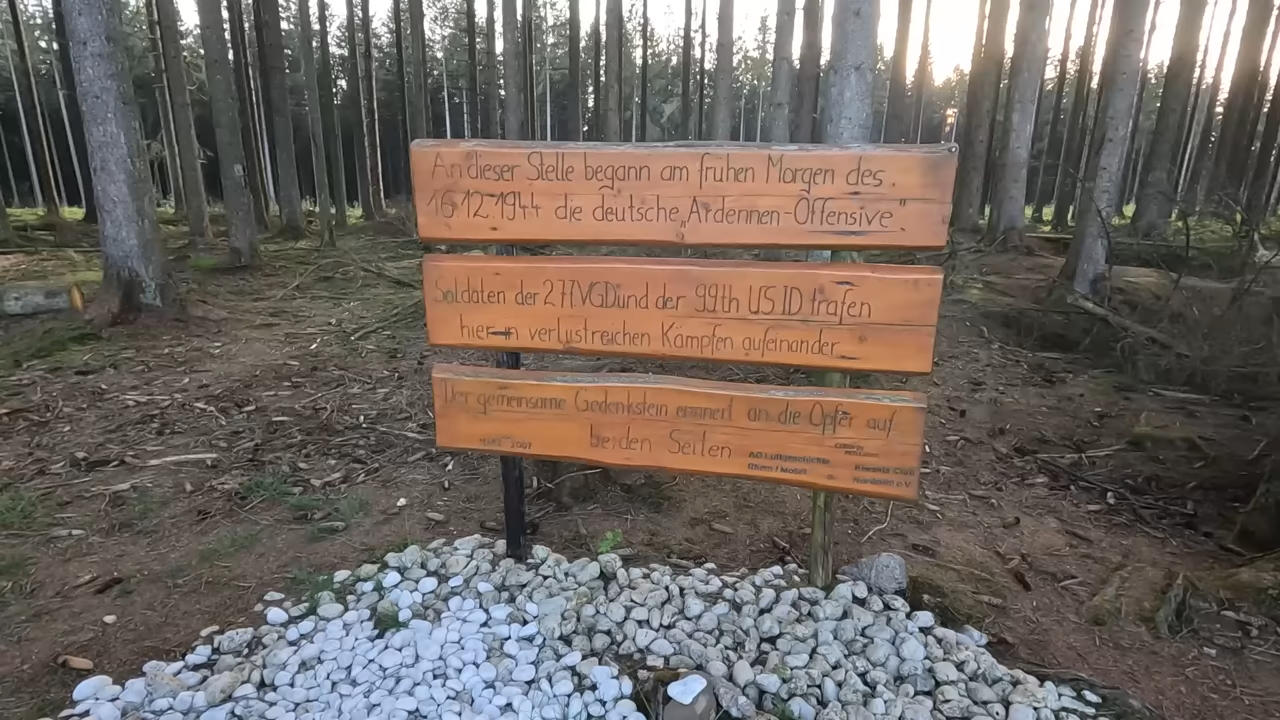 An dieser Stelle begann am frühen Morgen des
16.12.1944 die deutsche „Ardennen-Offensive".
Soldaten der 277.VGD und der 99th US ID trafen
hier in verlustreichen Kämpfen aufeinander
Der gemeinsame Gedenkstein erinnert an die Opfer auf
beiden Seiten
2007
AG Luftgeschichte
Rhein / Mosel
Kiwanis Club
Nordeifel e.V.